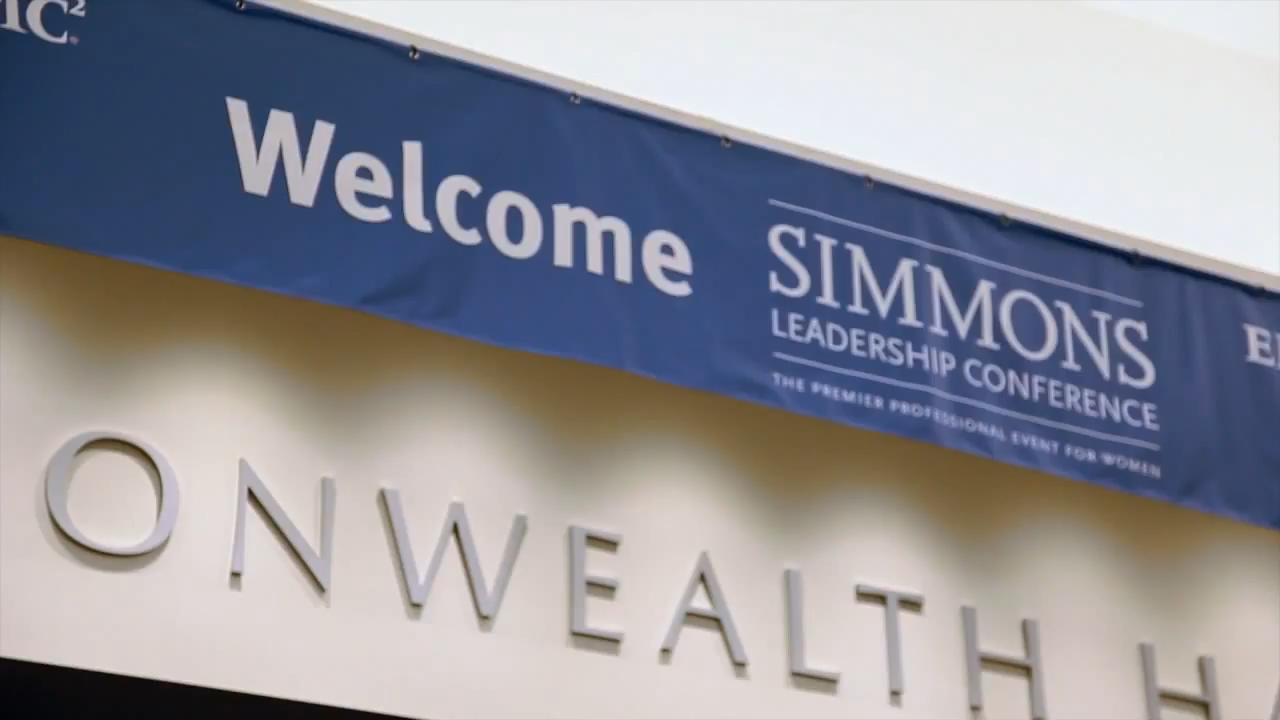 Welcome
SIMMONS
LEADERSHIP CONFERENCE
THE PREMIER PROFESSIONAL EVENT FOR WOMEN
ONWEALTH